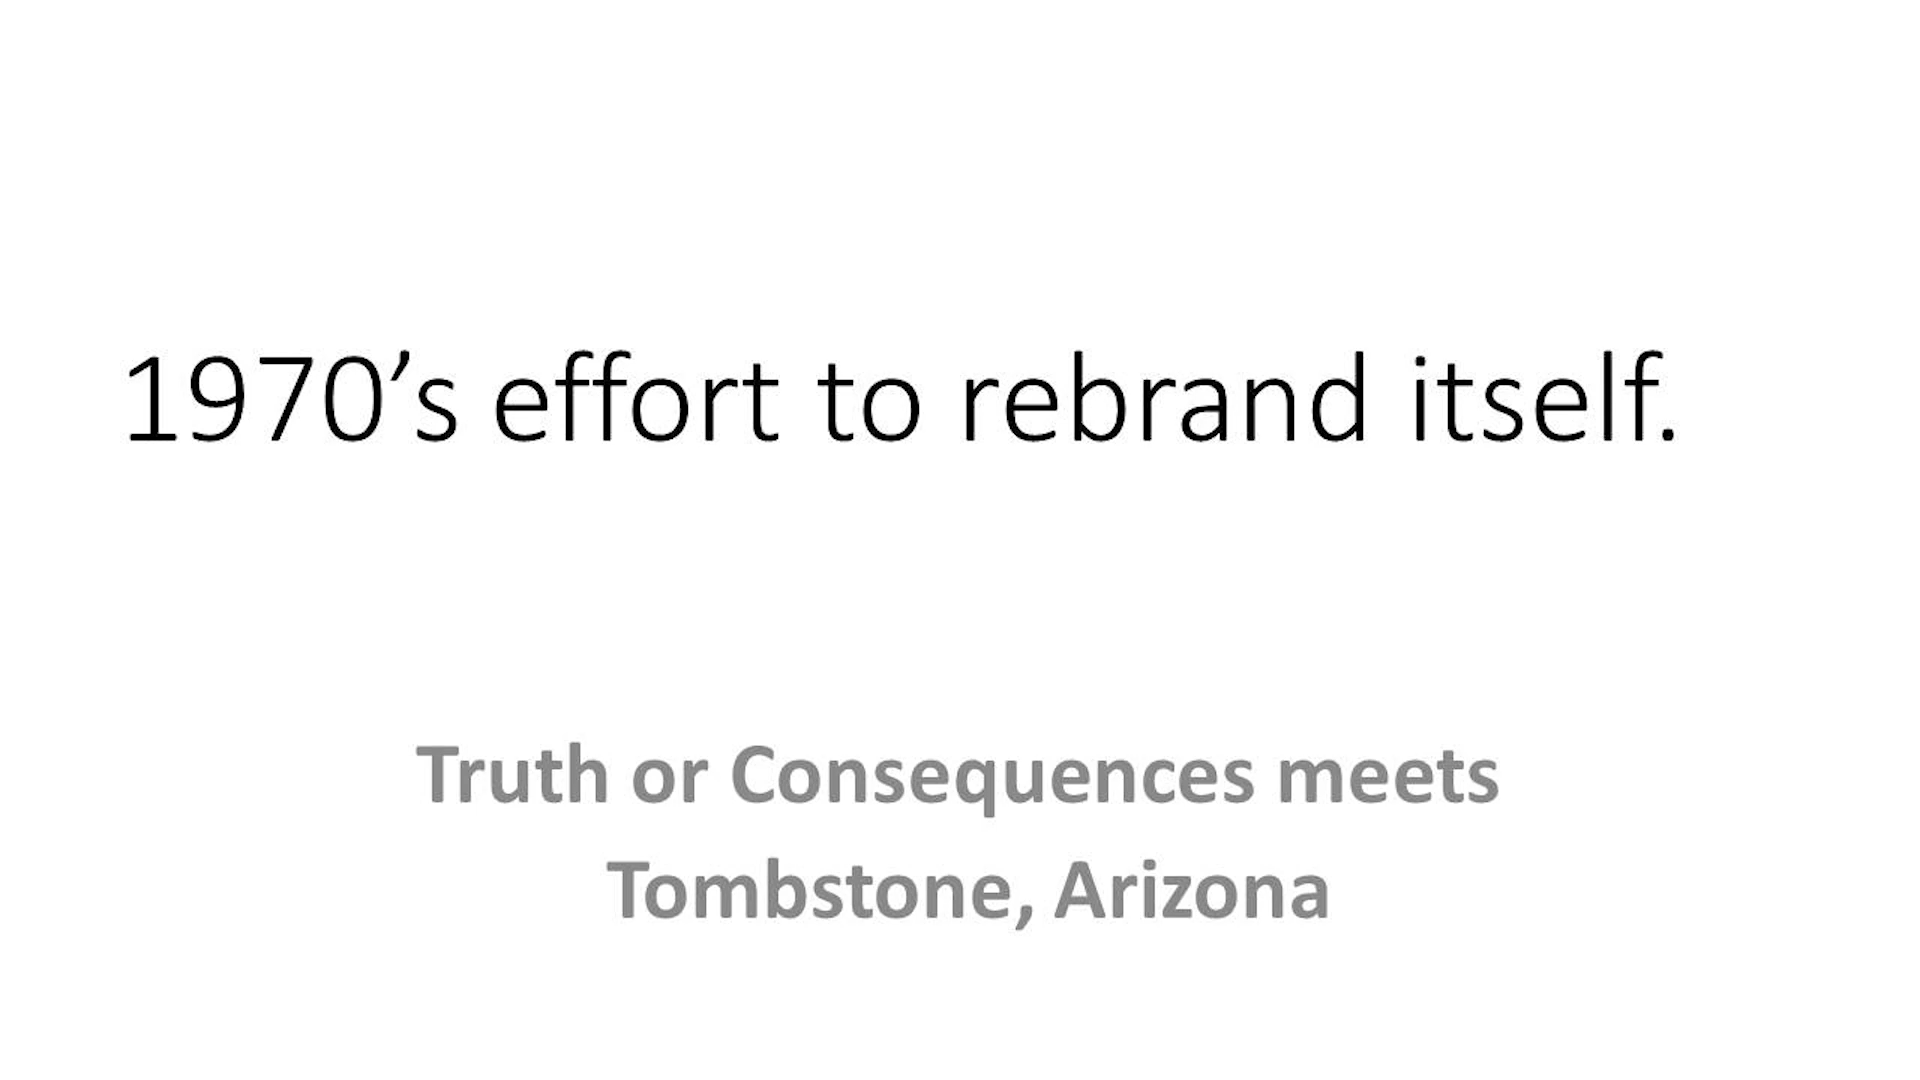 1970’s effort to rebrand itself.
Truth or Consequences meets
Tombstone, Arizona